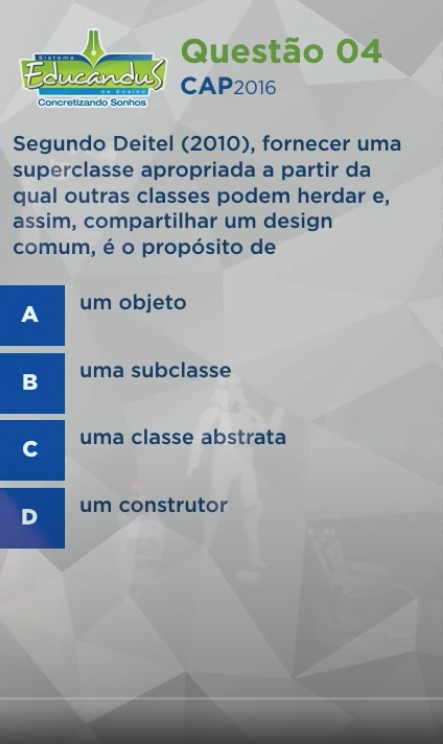 Sistema
Educandus
de Ensino
Concretizando Sonhos
Questão 04
CAP2016
Segundo Deitel (2010), fornecer uma
superclasse apropriada a partir da
qual outras classes podem herdar e,
assim, compartilhar um design
comum, é o propósito de
A um objeto
B uma subclasse
C uma classe abstrata
D um construtor